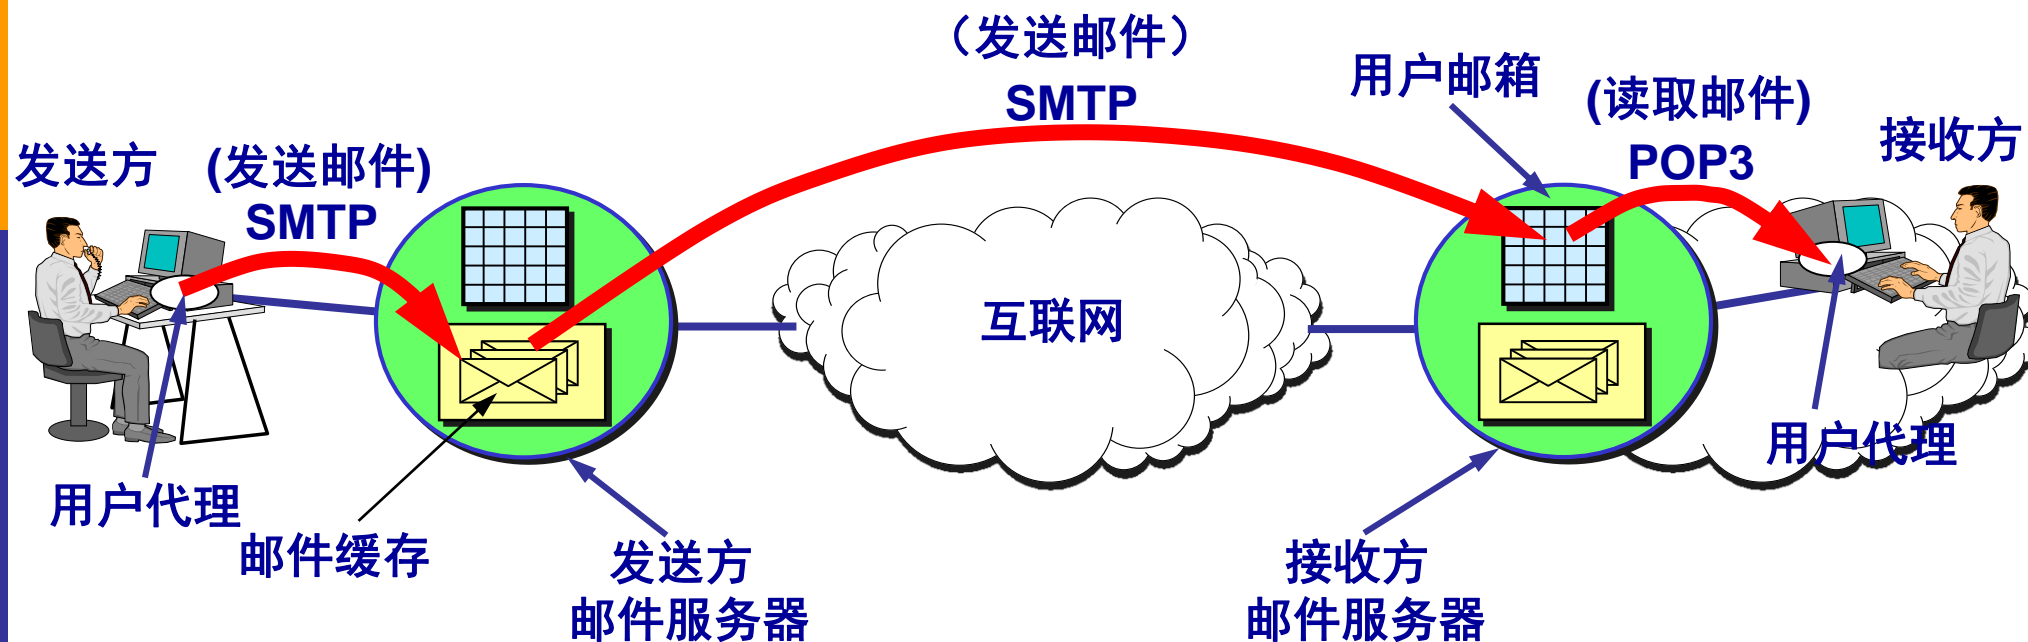 （发送邮件）
SMTP
用户邮箱
(读取邮件)
POP3
接收方
发送方
(发送邮件)
SMTP
互联网
用户代理
用户代理
邮件缓存
发送方
邮件服务器
接收方
邮件服务器